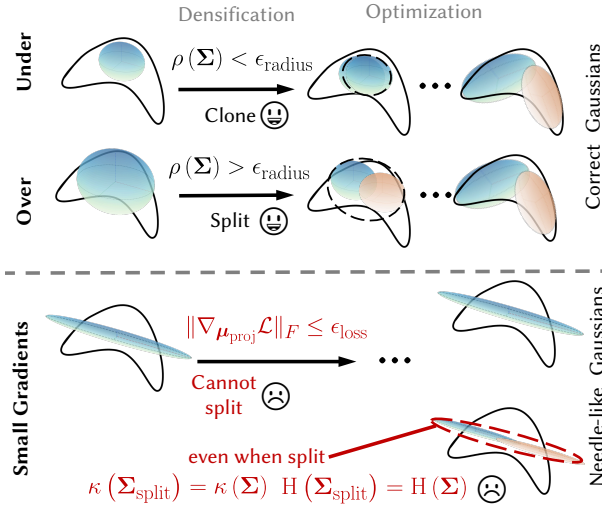 Densification
Optimization
Under
ρ (Σ) < ϵ_radius
Clone
Over
ρ (Σ) > ϵ_radius
Split
Correct Gaussians
Small Gradients
‖∇_{μ_proj} 𝓛‖_F ≤ ϵ_loss
Cannot
split
even when split
κ (Σ_split) = κ (Σ) H (Σ_split) = H (Σ)
Needle-like Gaussians